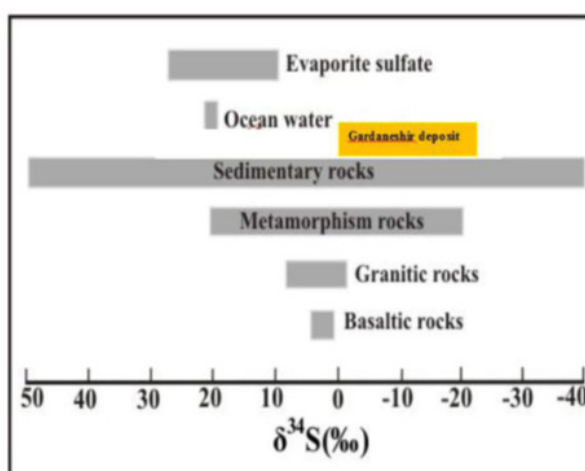 Evaporite sulfate
Ocean water
Gardaneshir deposit
Sedimentary rocks
Metamorphism rocks
Granitic rocks
Basaltic rocks
50 40 30 20 10 0 -10 -20 -30 -40
δ³⁴S(‰)